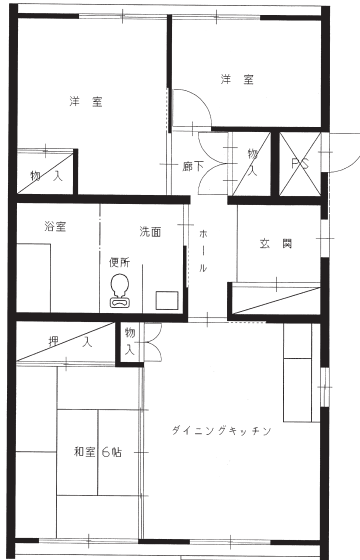 洋 室
洋 室
物 入
廊下
物入
PS
浴室
洗面
便所
ホール
玄 関
押 入
物入
ダイニングキッチン
和室 6帖